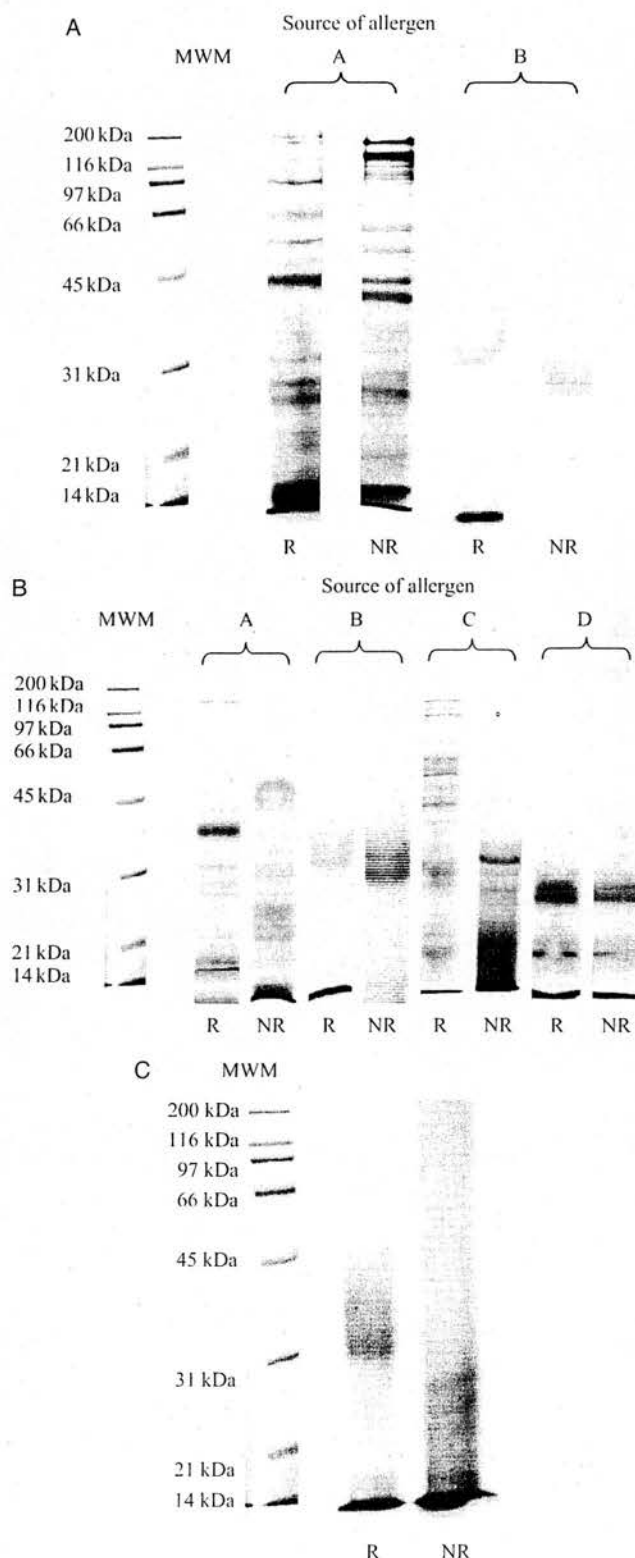 A
Source of allergen
MWM A B
200 kDa
116 kDa
97 kDa
66 kDa
45 kDa
31 kDa
21 kDa
14 kDa
R NR R NR
B
Source of allergen
MWM A B C D
200 kDa
116 kDa
97 kDa
66 kDa
45 kDa
31 kDa
21 kDa
14 kDa
R NR R NR R NR R NR
C
MWM
200 kDa
116 kDa
97 kDa
66 kDa
45 kDa
31 kDa
21 kDa
14 kDa
R NR